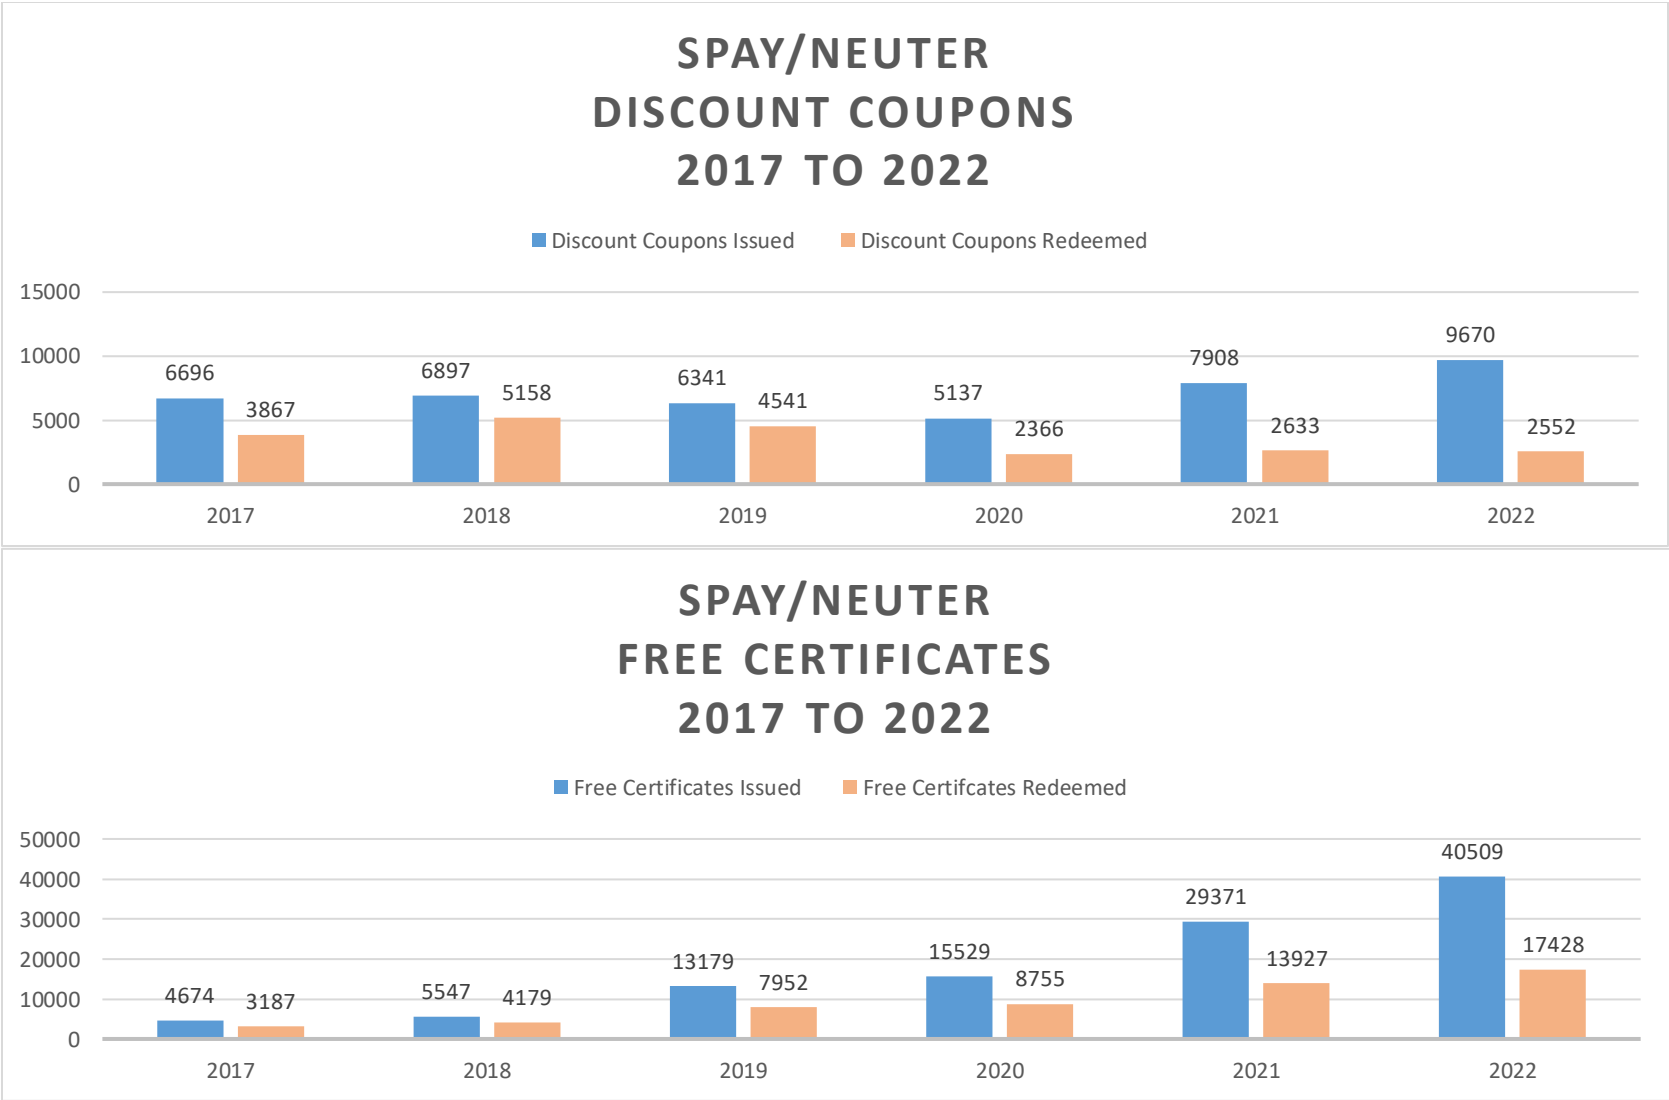 SPAY/NEUTER
DISCOUNT COUPONS
2017 TO 2022
Discount Coupons Issued Discount Coupons Redeemed
15000
10000
5000
0
6696 3867 6897 5158 6341 4541 5137 2366 7908 2633 9670 2552
2017 2018 2019 2020 2021 2022
SPAY/NEUTER
FREE CERTIFICATES
2017 TO 2022
Free Certificates Issued Free Certifcates Redeemed
50000
40000
30000
20000
10000
0
4674 3187 5547 4179 13179 7952 15529 8755 29371 13927 40509 17428
2017 2018 2019 2020 2021 2022